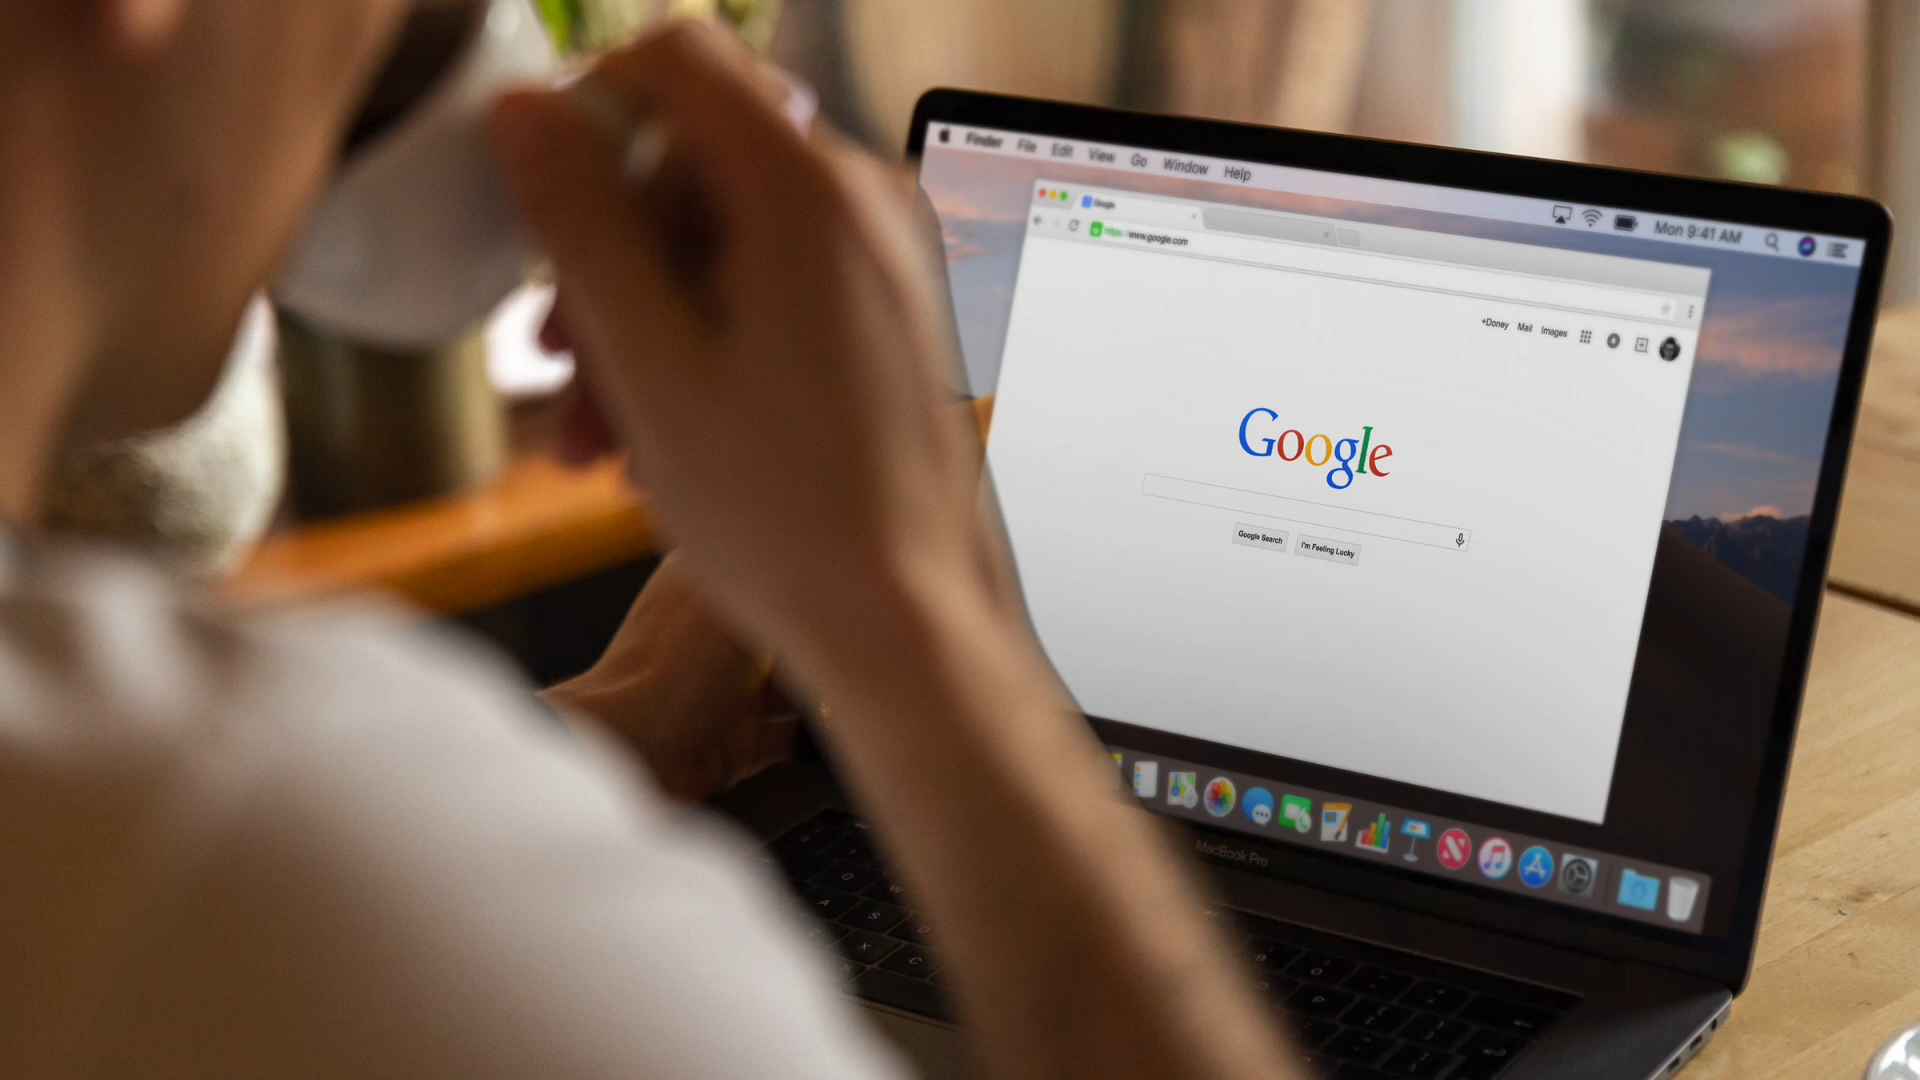 Finder File Edit View Go Window Help
Mon 9:41 AM
Google
https://www.google.com
+Doney Mail Images
Google
Google Search I'm Feeling Lucky
MacBook Pro